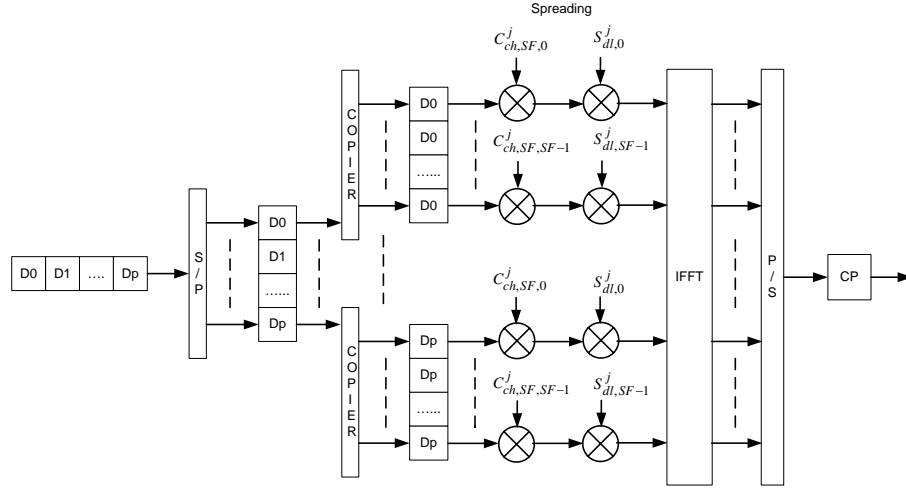 Spreading
C^j_{ch,SF,0}
S^j_{dl,0}
COPIER
D0
D0
…...
D0
C^j_{ch,SF,SF-1}
S^j_{dl,SF-1}
D0 D1 …. Dp
S/P
D0
D1
…...
Dp
IFFT
P/S
CP
COPIER
Dp
Dp
…...
Dp
C^j_{ch,SF,0}
S^j_{dl,0}
C^j_{ch,SF,SF-1}
S^j_{dl,SF-1}